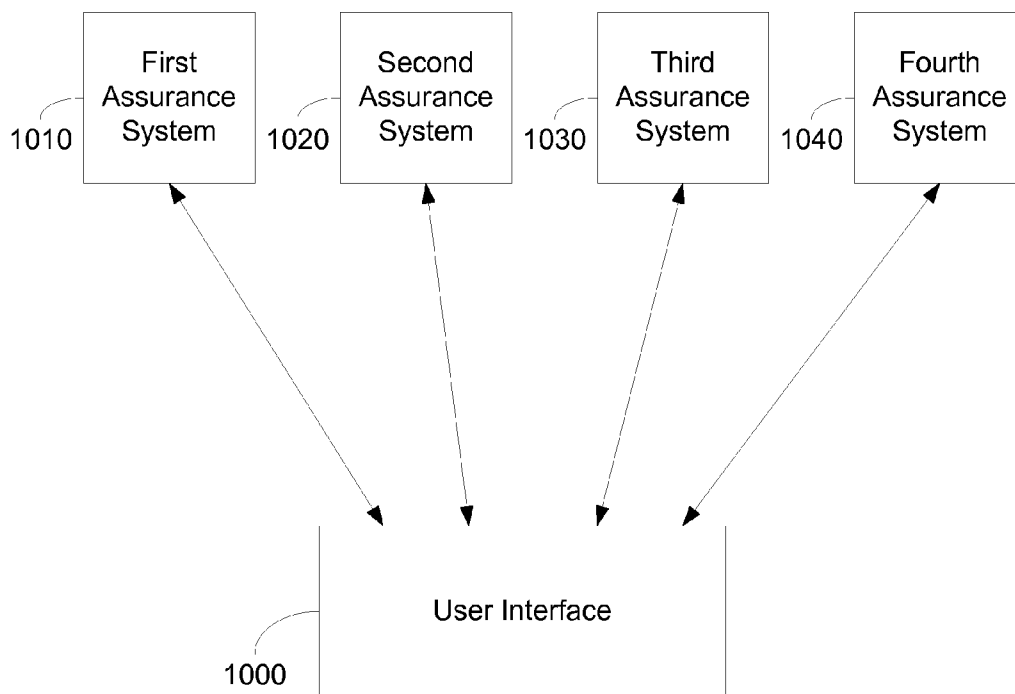 First
Assurance
System
1010
Second
Assurance
System
1020
Third
Assurance
System
1030
Fourth
Assurance
System
1040
User Interface
1000